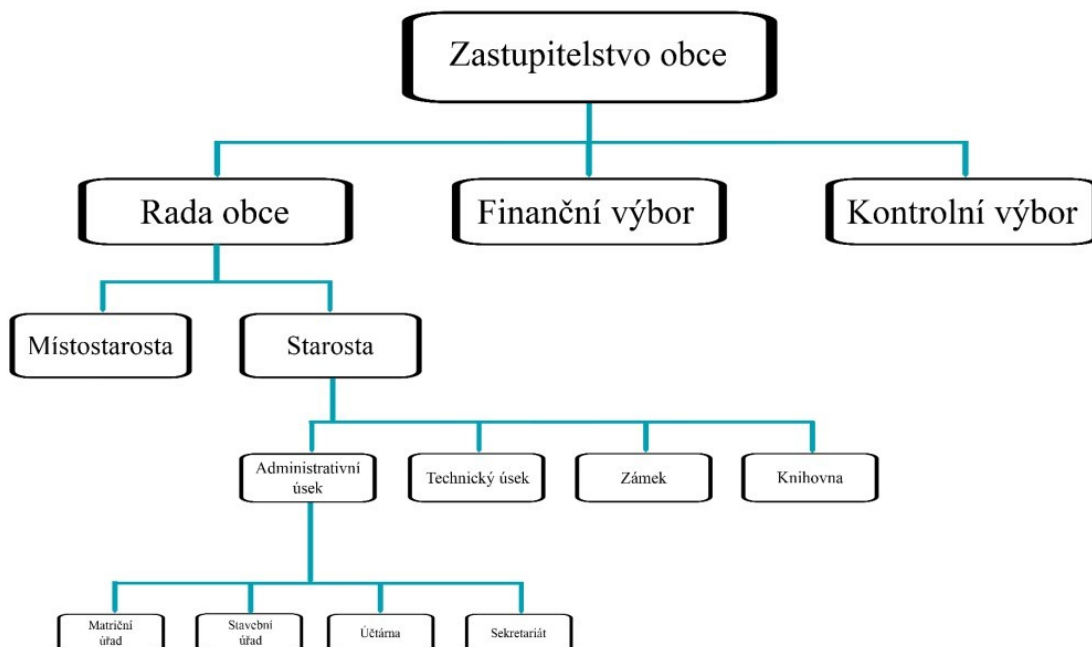 Zastupitelstvo obce
Rada obce
Finanční výbor
Kontrolní výbor
Místostarosta
Starosta
Administrativní
úsek
Technický úsek
Zámek
Knihovna
Matriční
úřad
Stavební
úřad
Účtárna
Sekretariát